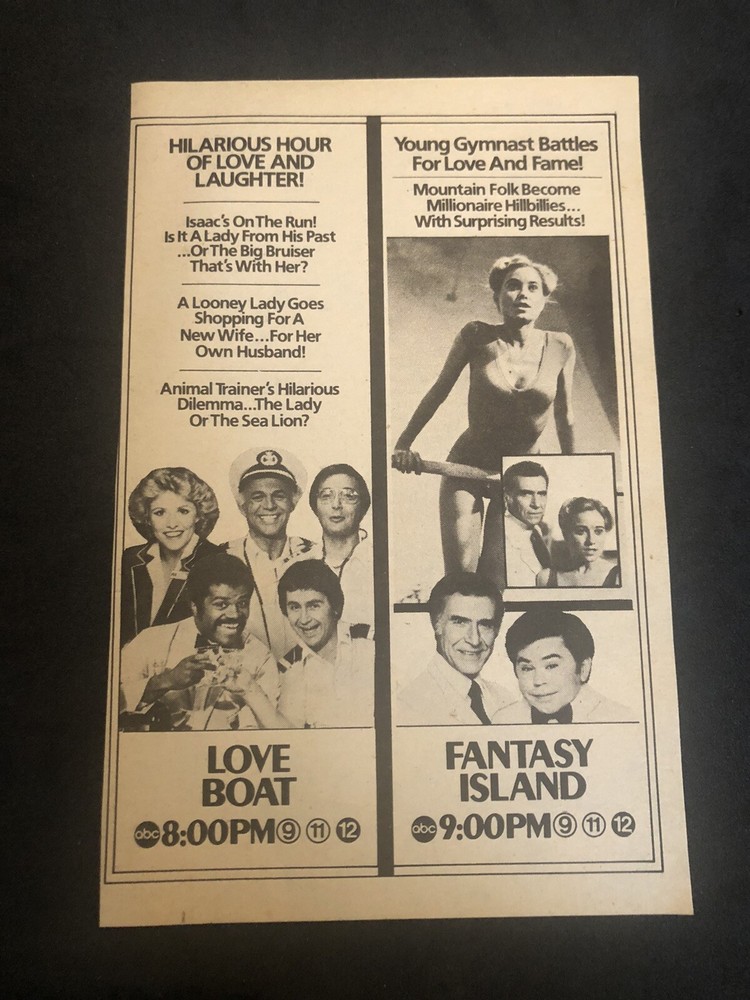 HILARIOUS HOUR
OF LOVE AND
LAUGHTER!
Isaac's On The Run!
Is It A Lady From His Past
...Or The Big Bruiser
That's With Her?
A Looney Lady Goes
Shopping For A
New Wife...For Her
Own Husband!
Animal Trainer's Hilarious
Dilemma...The Lady
Or The Sea Lion?
LOVE
BOAT
abc 8:00PM 9 11 12
Young Gymnast Battles
For Love And Fame!
Mountain Folk Become
Millionaire Hillbillies...
With Surprising Results!
FANTASY
ISLAND
abc 9:00PM 9 11 12